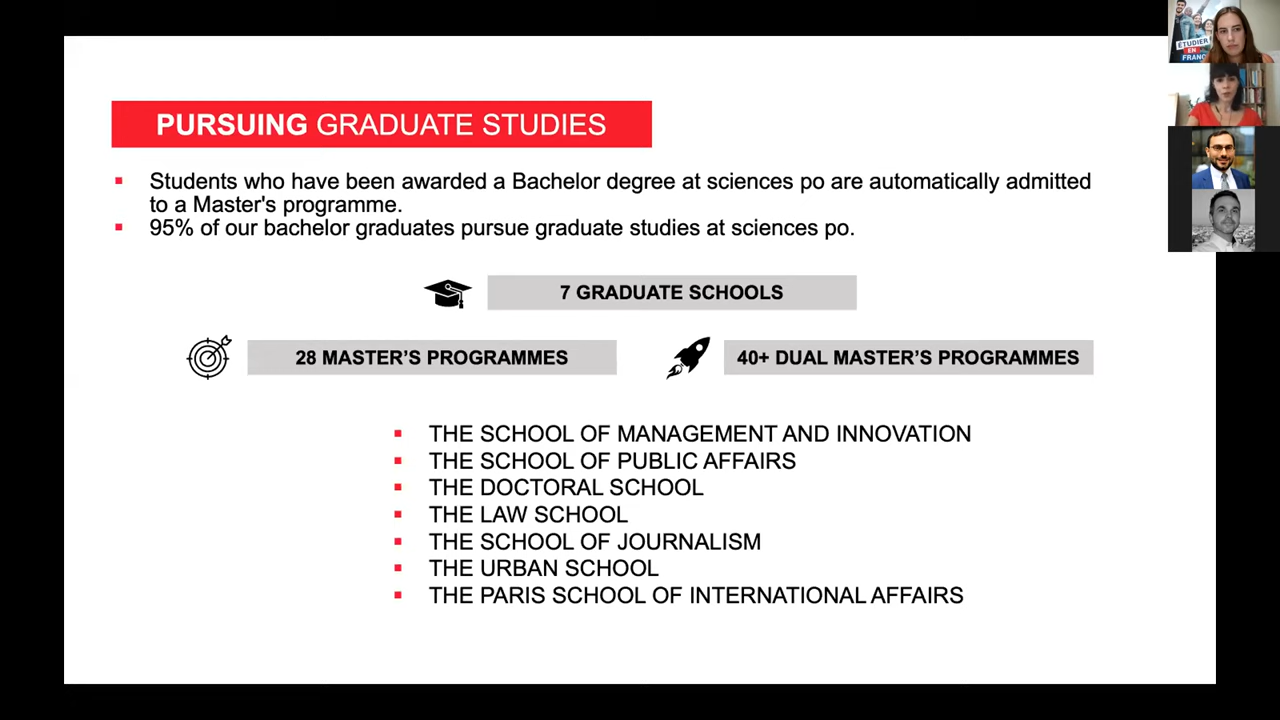 PURSUING GRADUATE STUDIES
Students who have been awarded a Bachelor degree at sciences po are automatically admitted
to a Master's programme.
95% of our bachelor graduates pursue graduate studies at sciences po.
7 GRADUATE SCHOOLS
28 MASTER’S PROGRAMMES
40+ DUAL MASTER’S PROGRAMMES
THE SCHOOL OF MANAGEMENT AND INNOVATION
THE SCHOOL OF PUBLIC AFFAIRS
THE DOCTORAL SCHOOL
THE LAW SCHOOL
THE SCHOOL OF JOURNALISM
THE URBAN SCHOOL
THE PARIS SCHOOL OF INTERNATIONAL AFFAIRS
ÉTUDIER
EN
FRANC